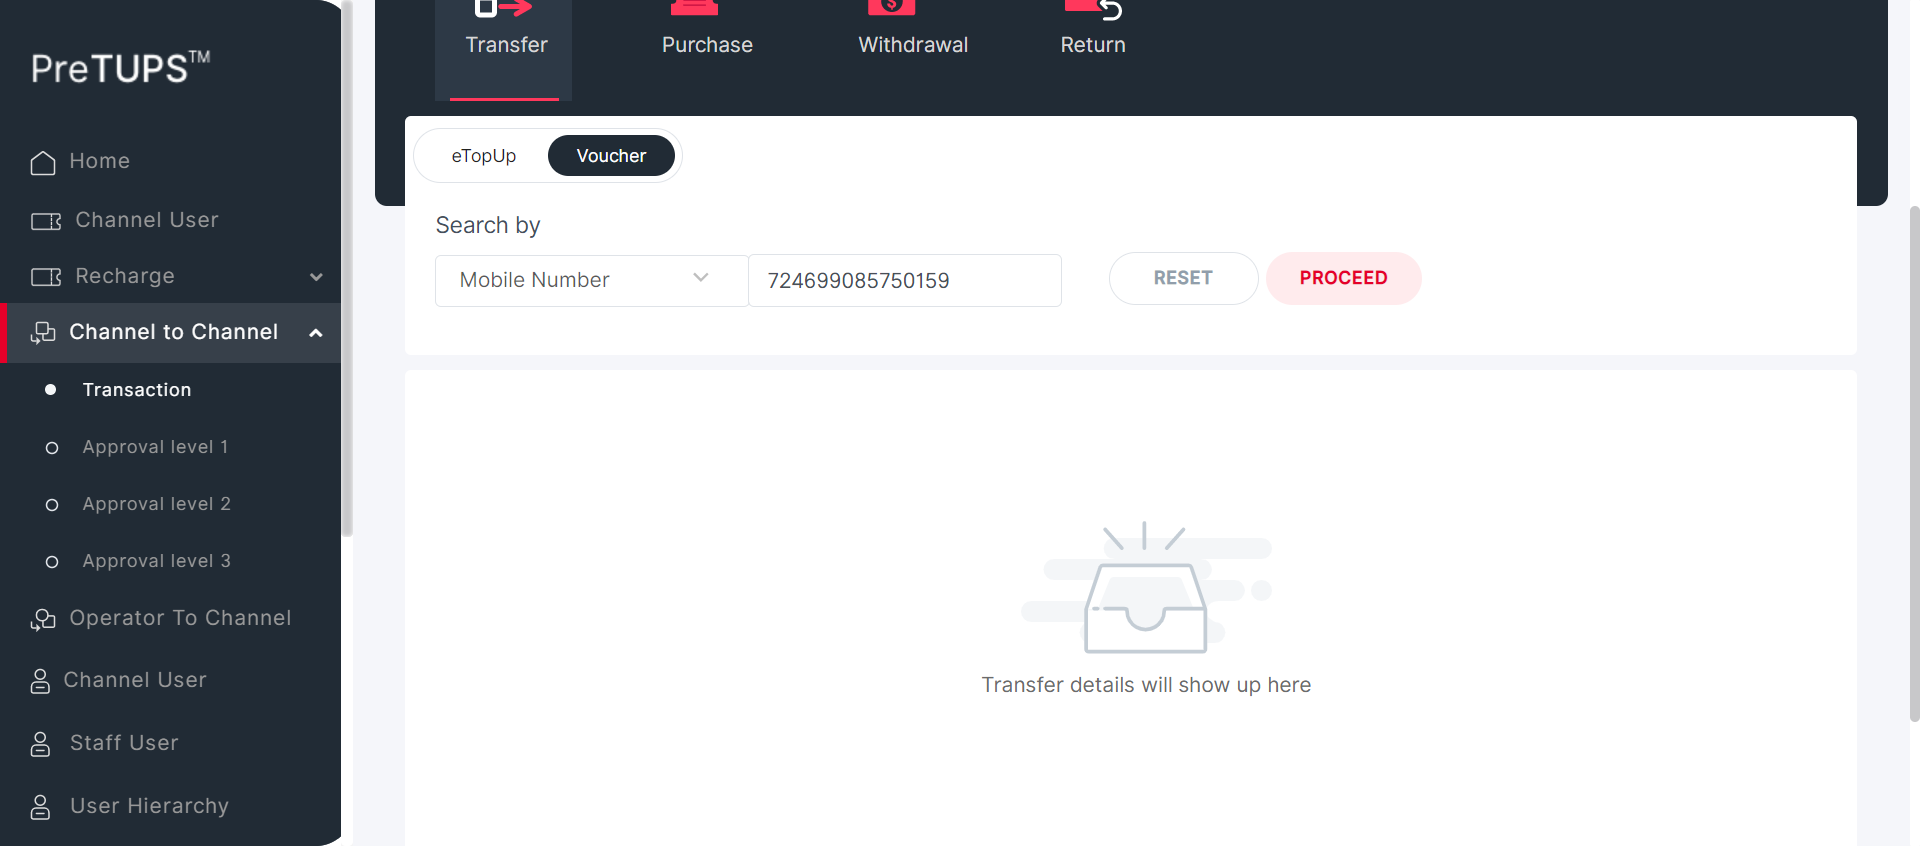 PreTUPS™
Home
Channel User
Recharge
Channel to Channel
Transaction
Approval level 1
Approval level 2
Approval level 3
Operator To Channel
Channel User
Staff User
User Hierarchy
Transfer
Purchase
Withdrawal
Return
eTopUp
Voucher
Search by
Mobile Number
724699085750159
RESET
PROCEED
Transfer details will show up here